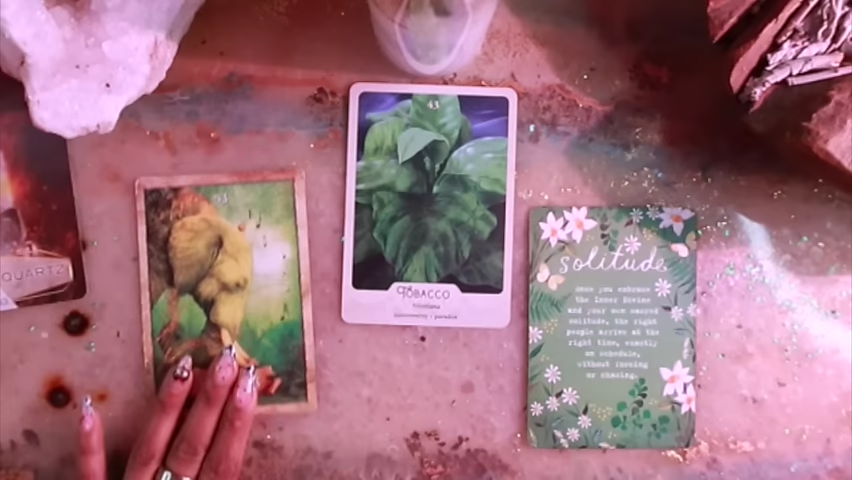 43
TOBACCO
QUARTZ
solitude
once you embrace
the Inner Divine
and your own sacred
solitude, the right
people arrive at the
right time, exactly
on schedule,
without forcing
or chasing.